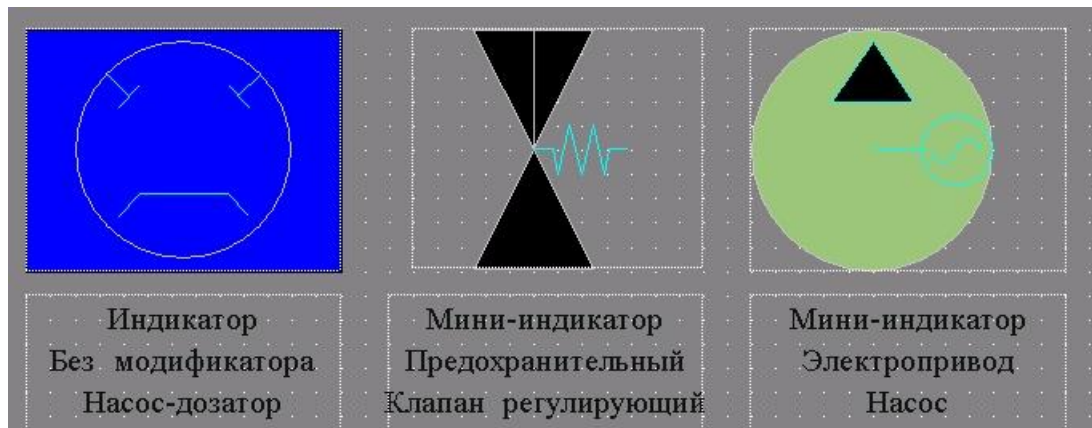 Индикатор
Без модификатора
Насос-дозатор
Мини-индикатор
Предохранительный
Клапан регулирующий
Мини-индикатор
Электропривод
Насос